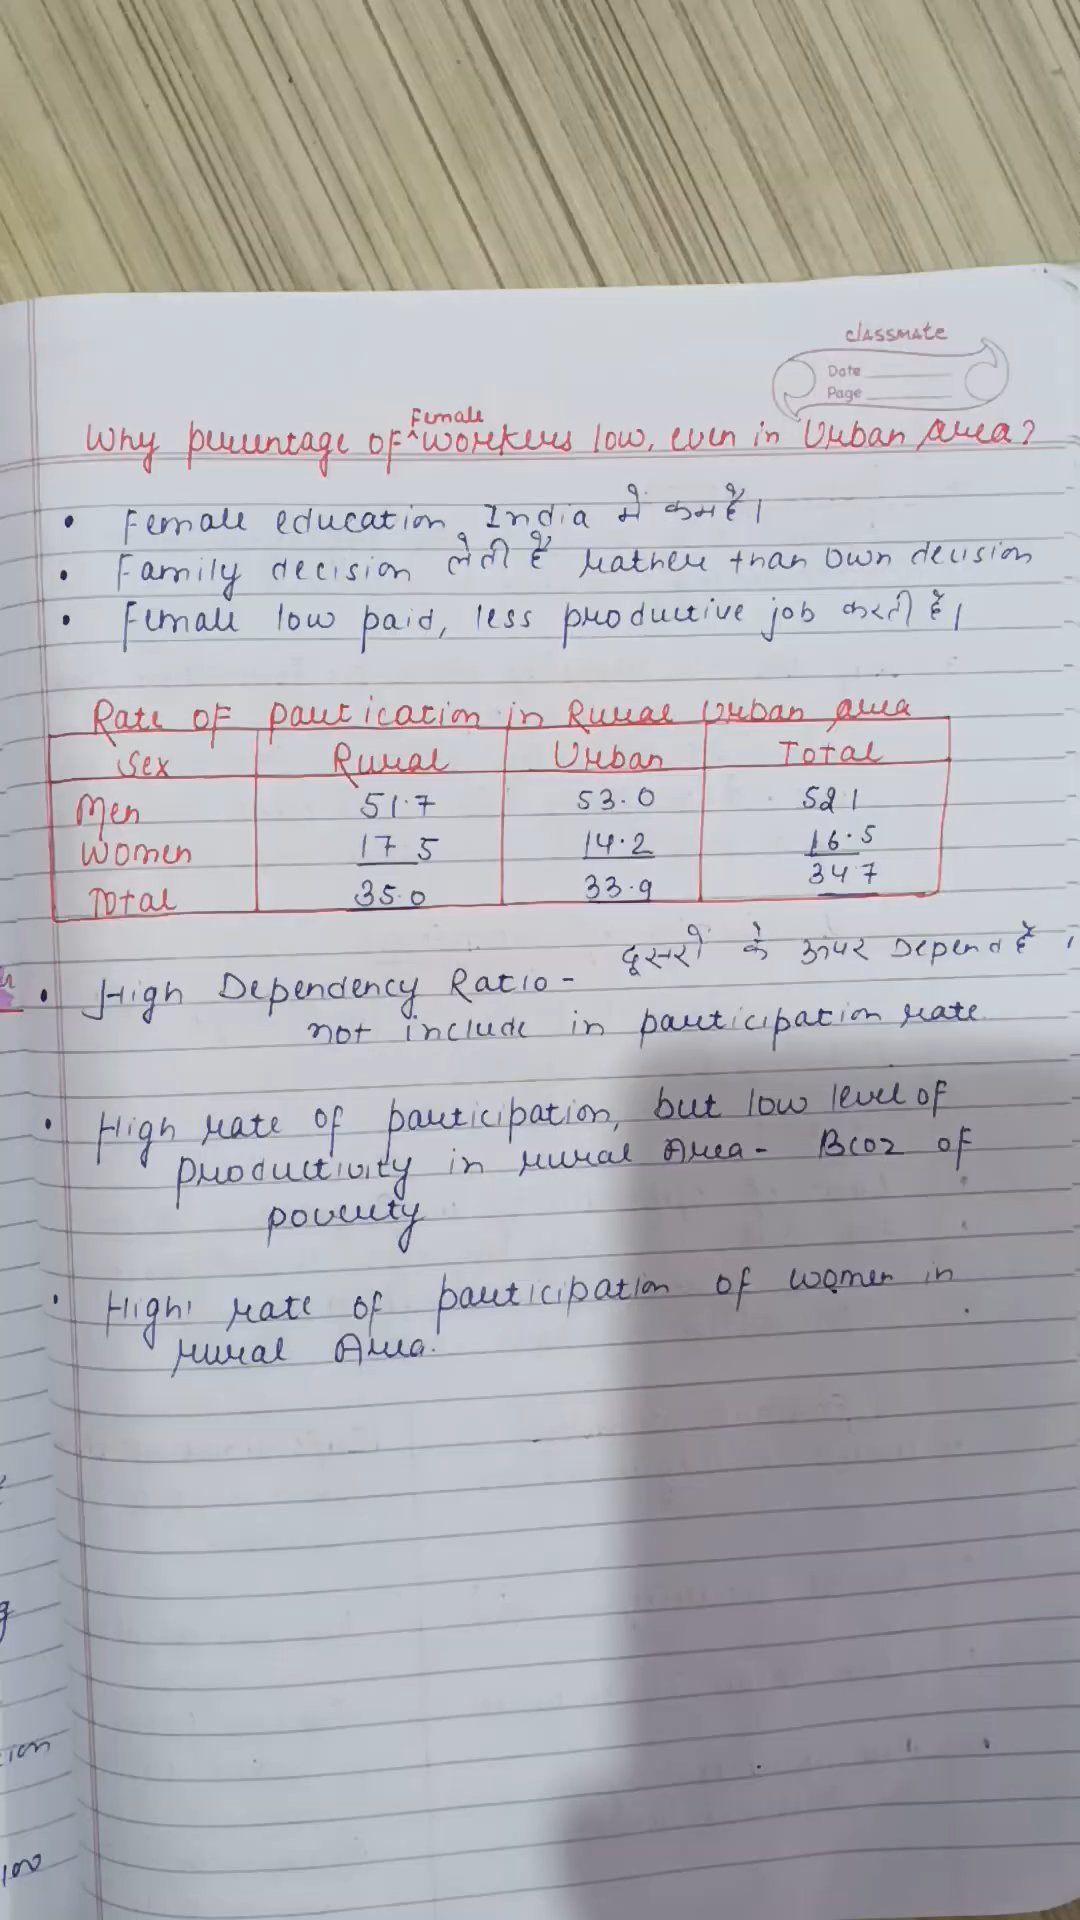 classmate
Date
Page
Why percentage of ^Female workers low, even in Urban Area?
• Female education India में कम है।
• Family decision लेती है rather than own decision
• Female low paid, less productive job करती है।
Rate of partication in Rural Urban area
Sex Rural Urban Total
Men 51.7 53.0 52 1
Women 17 5 14.2 16.5
Total 35.0 33.9 34 7
• High Dependency Ratio - दूसरो के ऊपर Depend है।
not include in participation rate.
• High rate of participation, but low level of
productivity in rural Area - Bcoz of
poverty
• High rate of participation of women in
rural Area.
100